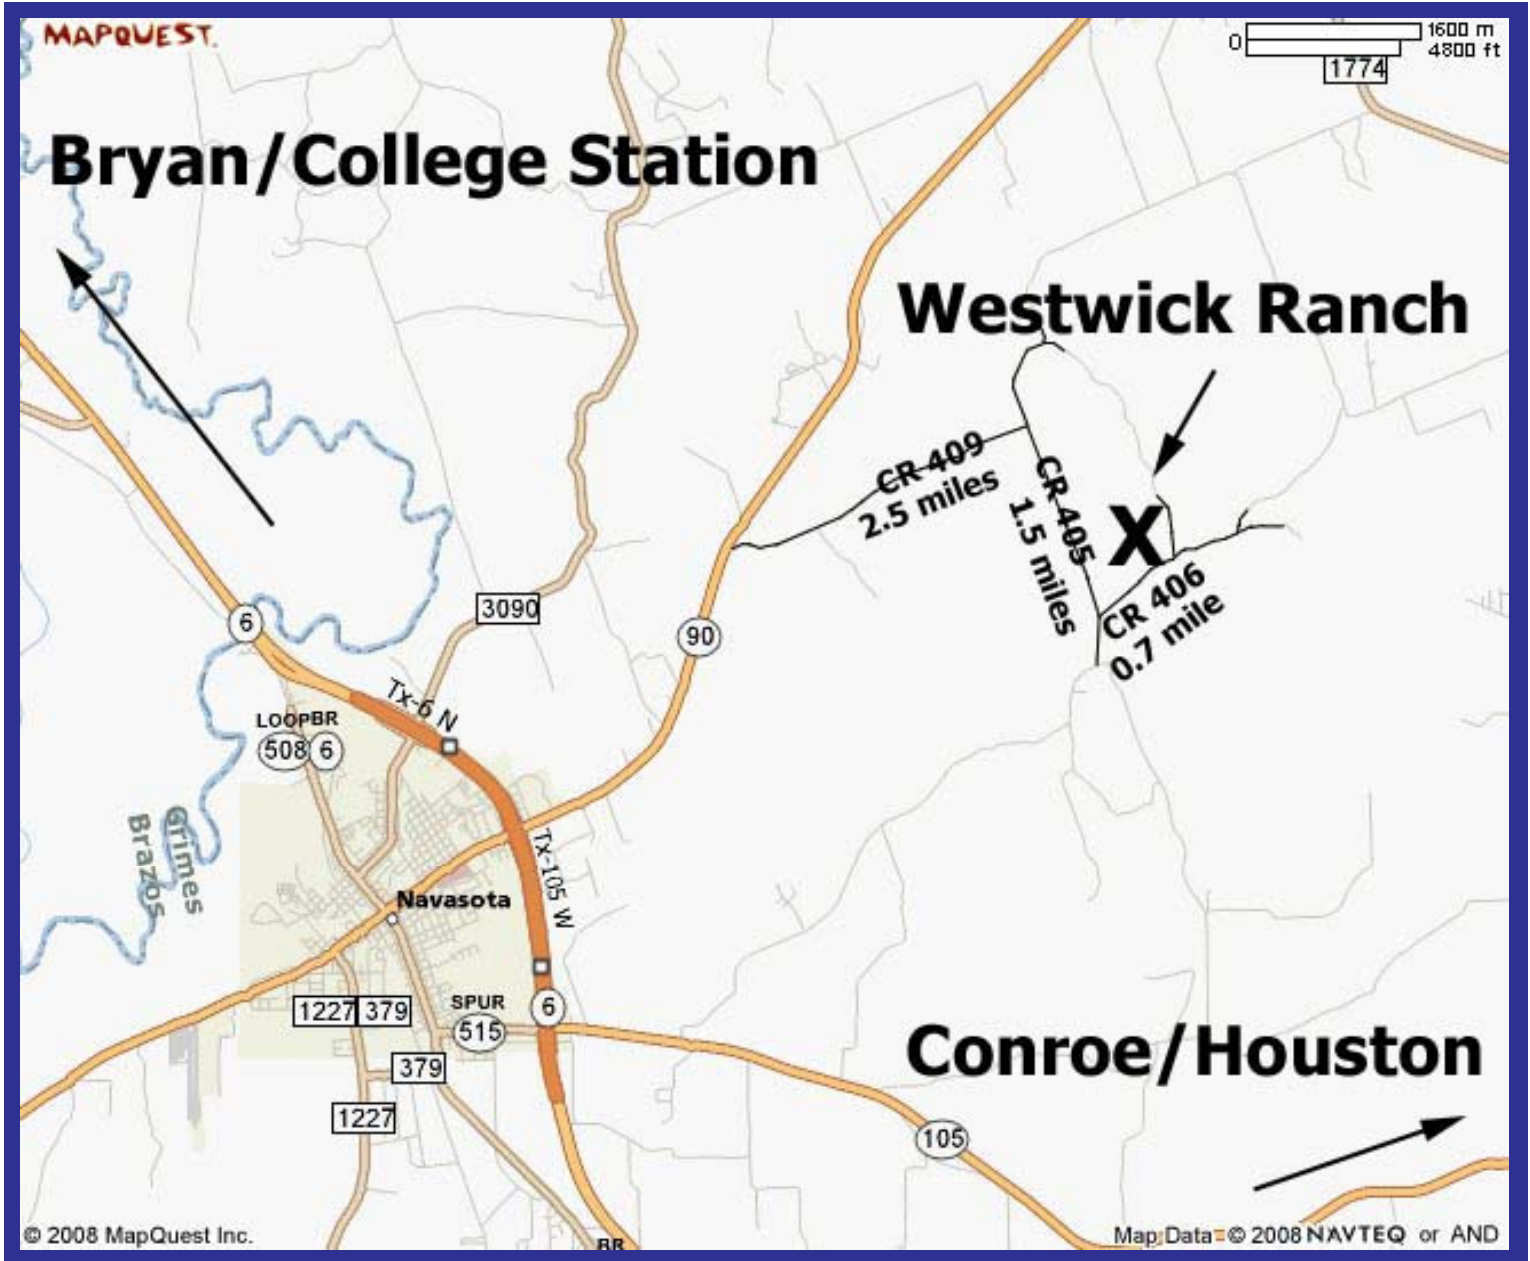 MAPQUEST.
0
1600 m
4800 ft
1774
Bryan/College Station
Westwick Ranch
CR 409
2.5 miles
CR 405
1.5 miles
X
CR 406
0.7 mile
3090
6
90
Tx-6 N
LOOP BR
508 6
Tx-105 W
Grimes
Brazos
Navasota
1227 379
SPUR
515
6
379
1227
Conroe/Houston
105
BR
© 2008 MapQuest Inc.
Map Data © 2008 NAVTEQ or AND